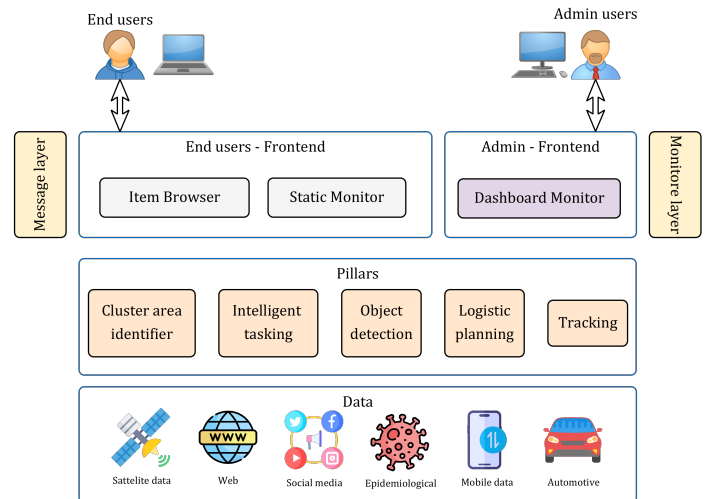 End users
Admin users
Message layer
End users - Frontend
Item Browser
Static Monitor
Admin - Frontend
Dashboard Monitor
Monitore layer
Pillars
Cluster area
identifier
Intelligent
tasking
Object
detection
Logistic
planning
Tracking
Data
WWW
Sattelite data
Web
Social media
Epidemiological
Mobile data
Automotive